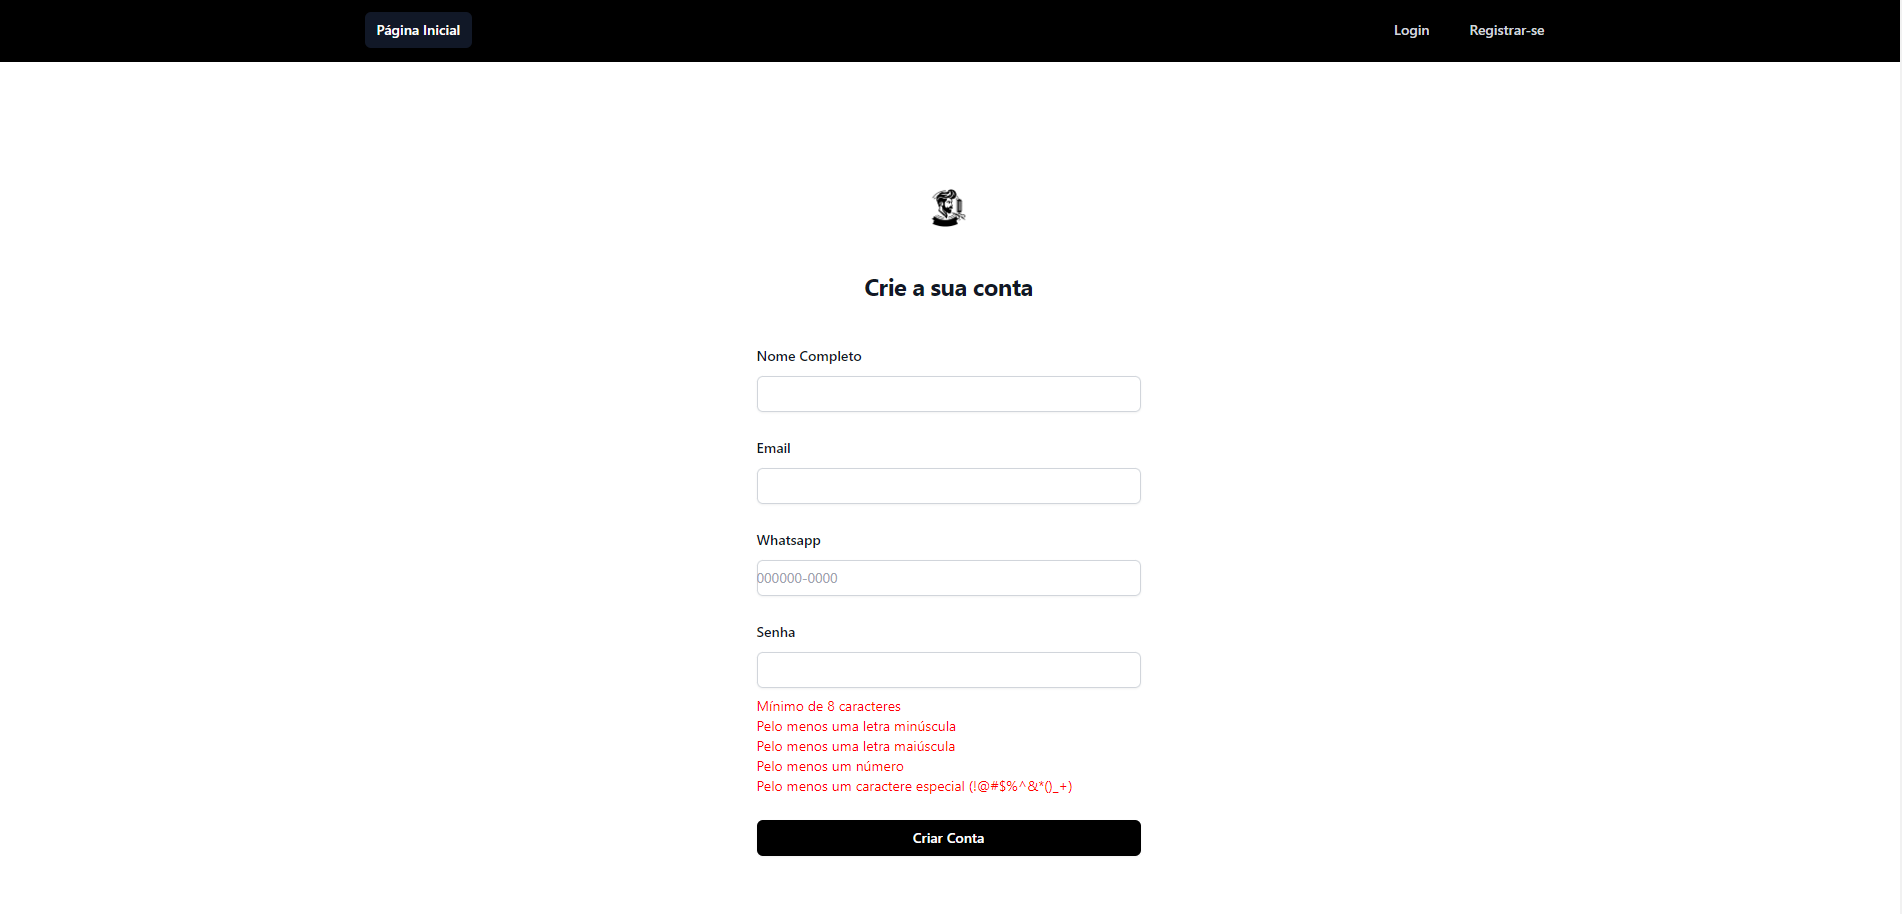 Página Inicial
Login
Registrar-se
Crie a sua conta
Nome Completo
Email
Whatsapp
000000-0000
Senha
Mínimo de 8 caracteres
Pelo menos uma letra minúscula
Pelo menos uma letra maiúscula
Pelo menos um número
Pelo menos um caractere especial (!@#$%^&*()_+)
Criar Conta